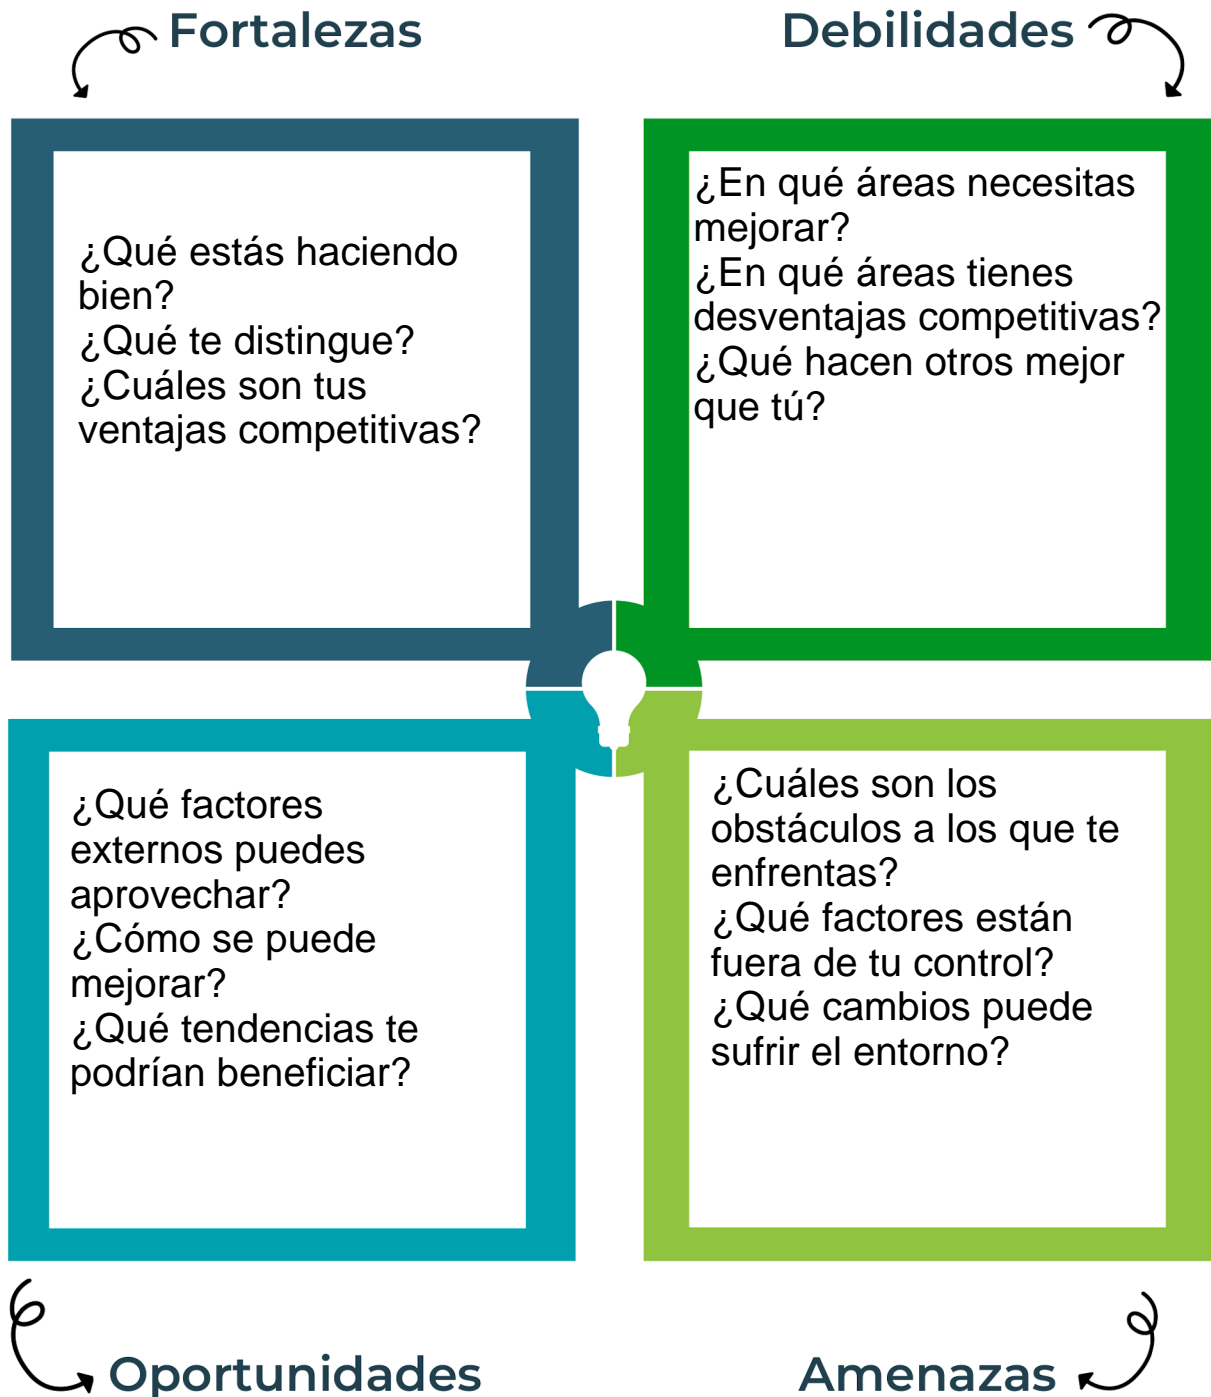 Fortalezas
Debilidades
¿Qué estás haciendo
bien?
¿Qué te distingue?
¿Cuáles son tus
ventajas competitivas?
¿En qué áreas necesitas
mejorar?
¿En qué áreas tienes
desventajas competitivas?
¿Qué hacen otros mejor
que tú?
¿Qué factores
externos puedes
aprovechar?
¿Cómo se puede
mejorar?
¿Qué tendencias te
podrían beneficiar?
¿Cuáles son los
obstáculos a los que te
enfrentas?
¿Qué factores están
fuera de tu control?
¿Qué cambios puede
sufrir el entorno?
Oportunidades
Amenazas